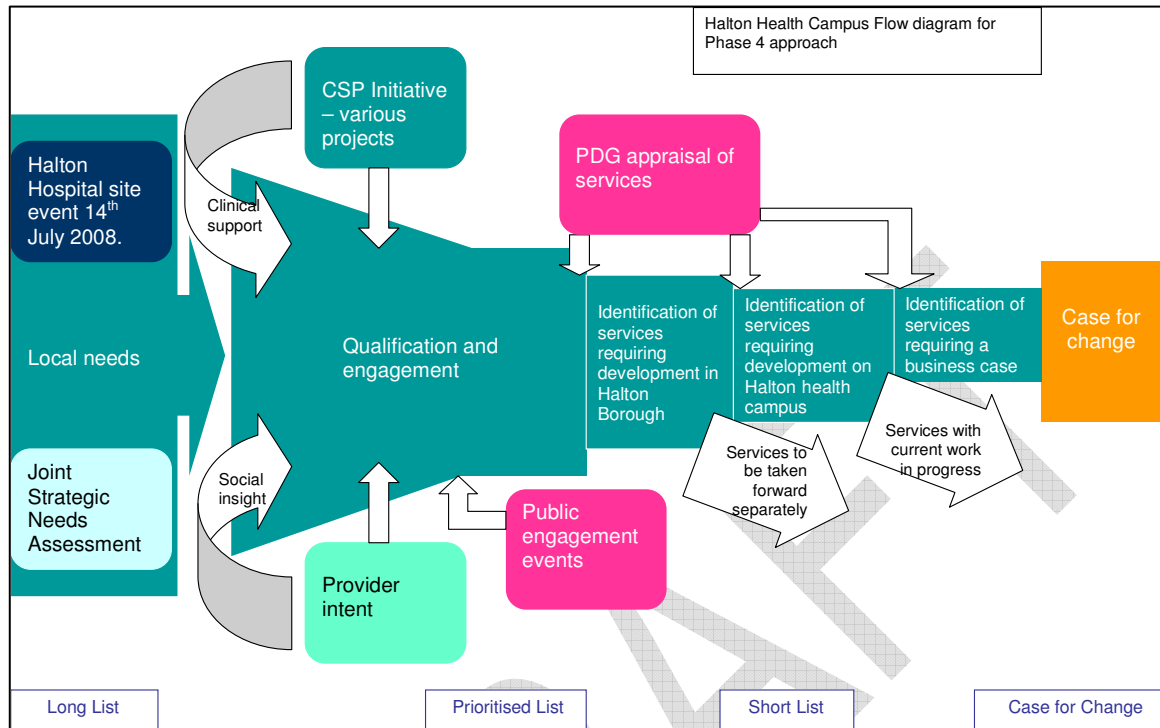 Halton Health Campus Flow diagram for
Phase 4 approach
CSP Initiative
– various
projects
PDG appraisal of
services
Halton
Hospital site
event 14th
July 2008.
Clinical
support
Local needs
Qualification and
engagement
Identification of
services
requiring
development in
Halton
Borough
Identification of
services
requiring
development on
Halton health
campus
Identification of
services
requiring a
business case
Case for
change
Joint
Strategic
Needs
Assessment
Social
insight
Services to
be taken
forward
separately
Services with
current work
in progress
Public
engagement
events
Provider
intent
Long List
Prioritised List
Short List
Case for Change